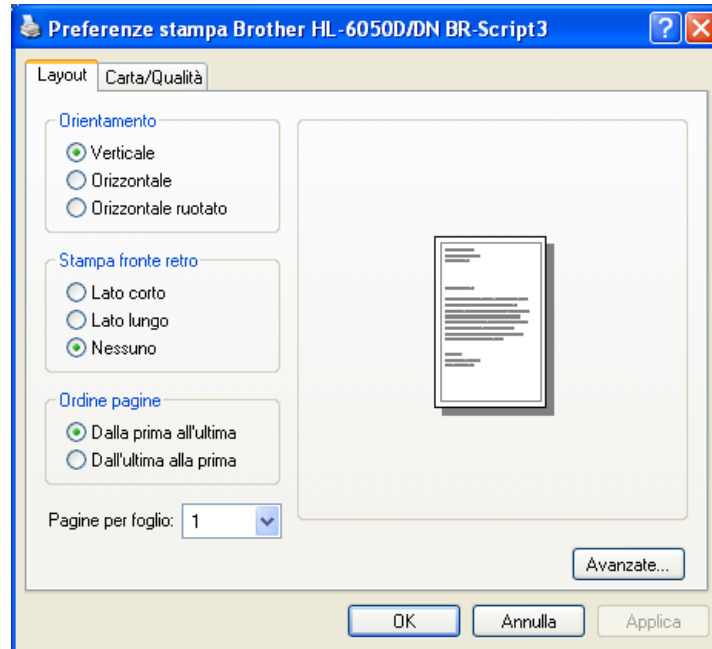 Preferenze stampa Brother HL-6050D/DN BR-Script3
Layout
Carta/Qualità
Orientamento
Verticale
Orizzontale
Orizzontale ruotato
Stampa fronte retro
Lato corto
Lato lungo
Nessuno
Ordine pagine
Dalla prima all'ultima
Dall'ultima alla prima
Pagine per foglio: 1
Avanzate...
OK
Annulla
Applica